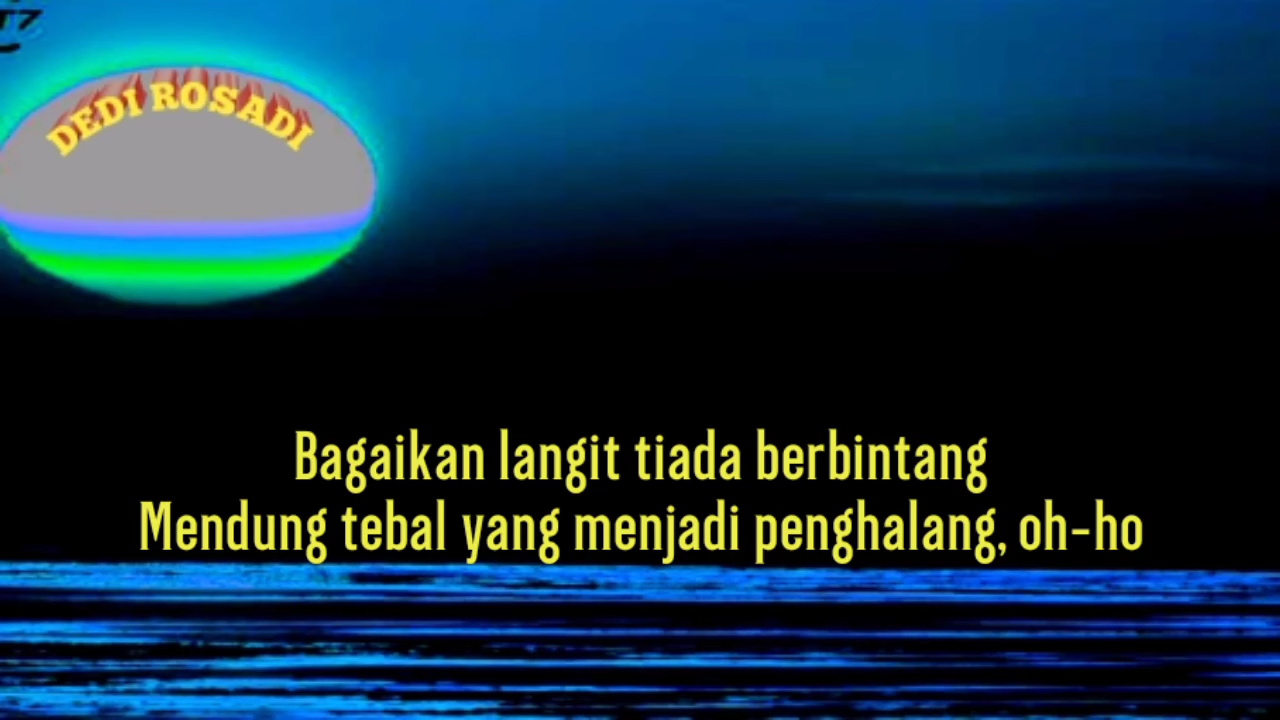 DEDI ROSADI
Bagaikan langit tiada berbintang
Mendung tebal yang menjadi penghalang, oh-ho